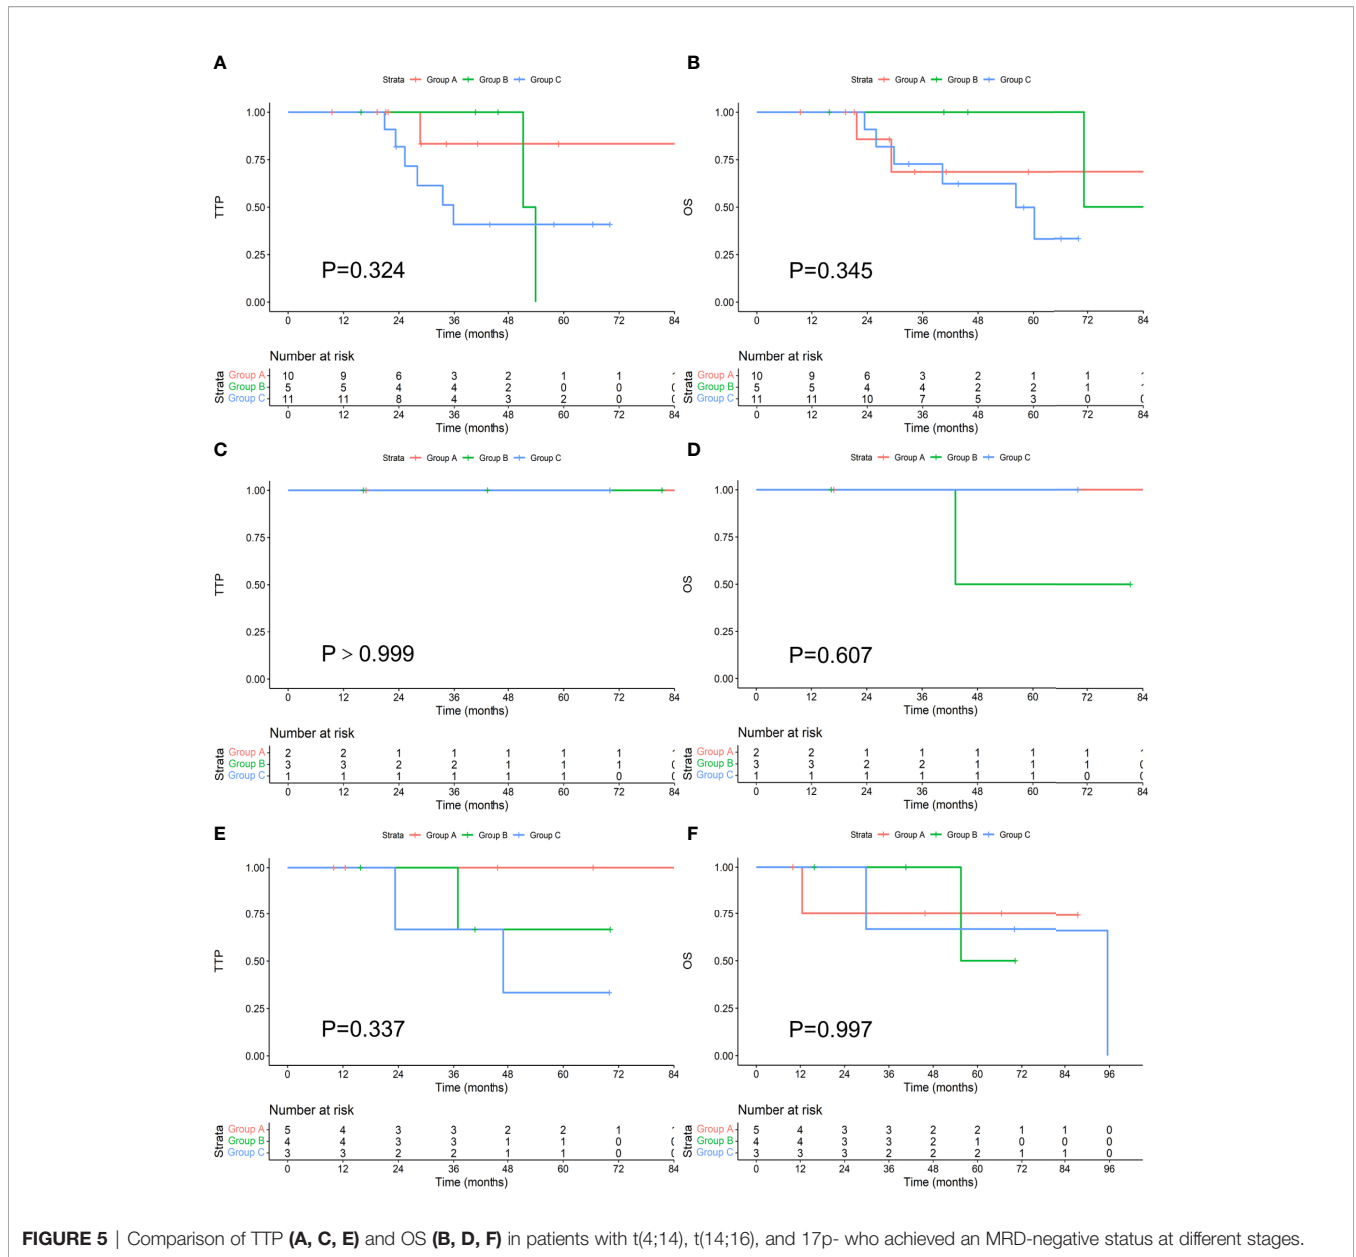 A
Strata Group A Group B Group C
1.00
0.75
0.50
0.25
0.00
TTP
P=0.324
0 12 24 36 48 60 72 84
Time (months)
Number at risk
Strata
Group A 10 9 6 3 2 1 1 1
Group B 5 5 4 4 2 0 0 0
Group C 11 11 8 4 3 2 0 0
0 12 24 36 48 60 72 84
Time (months)
B
Strata Group A Group B Group C
1.00
0.75
0.50
0.25
0.00
OS
P=0.345
0 12 24 36 48 60 72 84
Time (months)
Number at risk
Strata
Group A 10 9 6 3 2 1 1 1
Group B 5 5 4 4 2 2 1 1
Group C 11 11 10 7 5 3 0 0
0 12 24 36 48 60 72 84
Time (months)
C
Strata Group A Group B Group C
1.00
0.75
0.50
0.25
0.00
TTP
P > 0.999
0 12 24 36 48 60 72 84
Time (months)
Number at risk
Strata
Group A 2 2 1 1 1 1 1 1
Group B 3 3 2 2 1 1 1 0
Group C 1 1 1 1 1 1 0 0
0 12 24 36 48 60 72 84
Time (months)
D
Strata Group A Group B Group C
1.00
0.75
0.50
0.25
0.00
OS
P=0.607
0 12 24 36 48 60 72 84
Time (months)
Number at risk
Strata
Group A 2 2 1 1 1 1 1 1
Group B 3 3 2 2 1 1 1 0
Group C 1 1 1 1 1 1 0 0
0 12 24 36 48 60 72 84
Time (months)
E
Strata Group A Group B Group C
1.00
0.75
0.50
0.25
0.00
TTP
P=0.337
0 12 24 36 48 60 72 84
Time (months)
Number at risk
Strata
Group A 5 4 3 3 2 2 1 1
Group B 4 4 3 3 1 1 0 0
Group C 3 3 2 2 1 1 0 0
0 12 24 36 48 60 72 84
Time (months)
F
Strata Group A Group B Group C
1.00
0.75
0.50
0.25
0.00
OS
P=0.997
0 12 24 36 48 60 72 84 96
Time (months)
Number at risk
Strata
Group A 5 4 3 3 2 2 1 1 0
Group B 4 4 3 3 2 1 0 0 0
Group C 3 3 3 2 2 2 1 1 0
0 12 24 36 48 60 72 84 96
Time (months)
FIGURE 5 | Comparison of TTP (A, C, E) and OS (B, D, F) in patients with t(4;14), t(14;16), and 17p- who achieved an MRD-negative status at different stages.